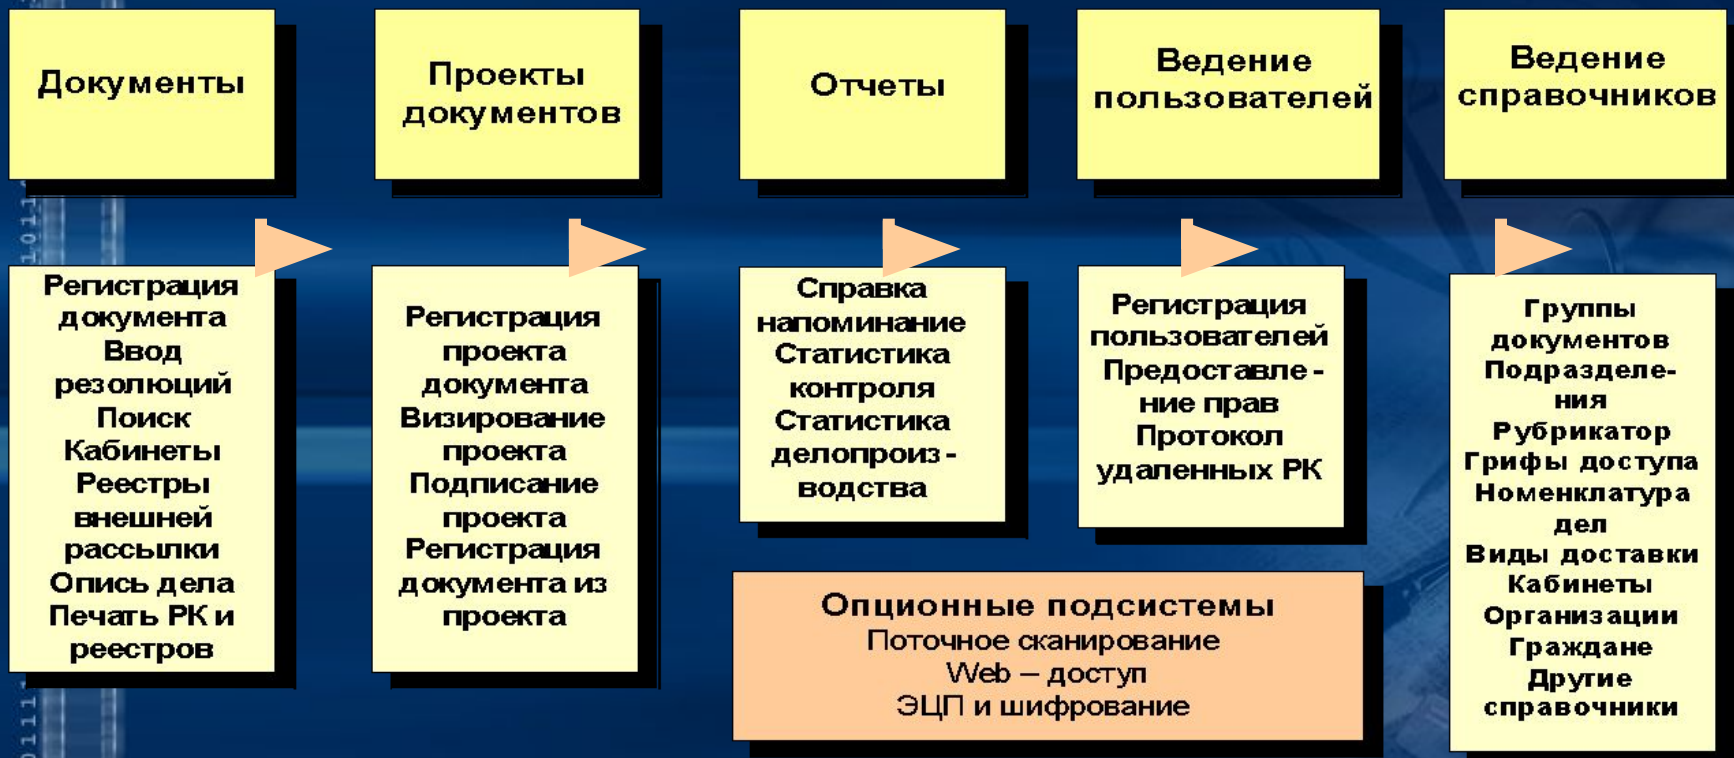 Документы
Проекты
документов
Отчеты
Ведение
пользователей
Ведение
справочников
Регистрация
документа
Ввод
резолюций
Поиск
Кабинеты
Реестры
внешней
рассылки
Опись дела
Печать РК и
реестров
Регистрация
проекта
документа
Визирование
проекта
Подписание
проекта
Регистрация
документа из
проекта
Справка
напоминание
Статистика
контроля
Статистика
делопроиз -
водства
Регистрация
пользователей
Предоставле -
ние прав
Протокол
удаленных РК
Группы
документов
Подразделе-
ния
Рубрикатор
Грифы доступа
Номенклатура
дел
Виды доставки
Кабинеты
Организации
Граждане
Другие
справочники
Опционные подсистемы
Поточное сканирование
Web – доступ
ЭЦП и шифрование